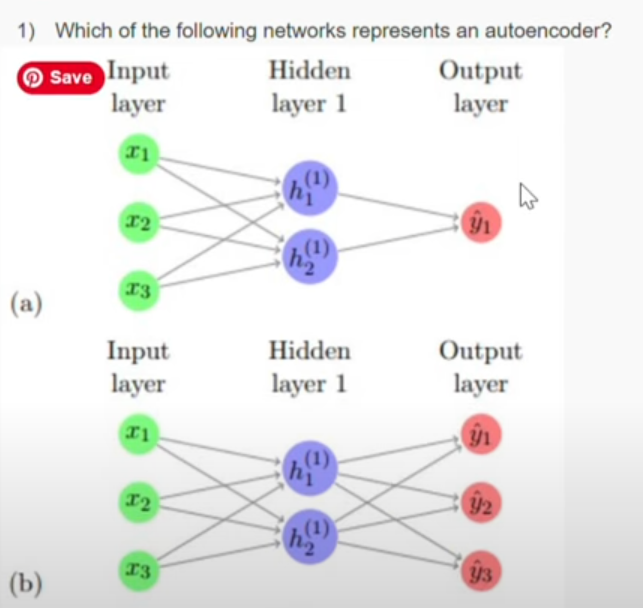 1) Which of the following networks represents an autoencoder?
Save
Input layer
Hidden layer 1
Output layer
x1
x2
x3
h1^(1)
h2^(1)
ŷ1
(a)
Input layer
Hidden layer 1
Output layer
x1
x2
x3
h1^(1)
h2^(1)
ŷ1
ŷ2
ŷ3
(b)